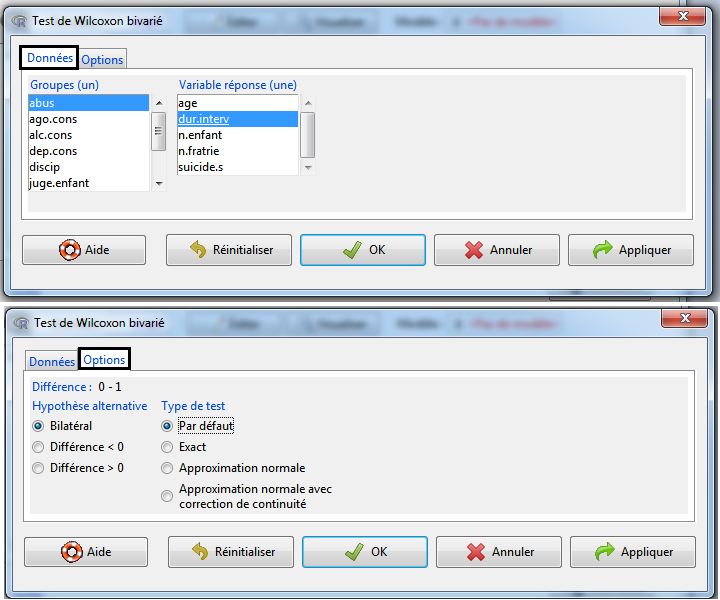 Test de Wilcoxon bivarié
Données Options
Groupes (un) Variable réponse (une)
abus age
ago.cons dur.interv
alc.cons n.enfant
dep.cons n.fratrie
discip suicide.s
juge.enfant
Aide Réinitialiser OK Annuler Appliquer
Test de Wilcoxon bivarié
Données Options
Différence : 0 - 1
Hypothèse alternative Type de test
Bilatéral Par défaut
Différence < 0 Exact
Différence > 0 Approximation normale
Approximation normale avec
correction de continuité
Aide Réinitialiser OK Annuler Appliquer